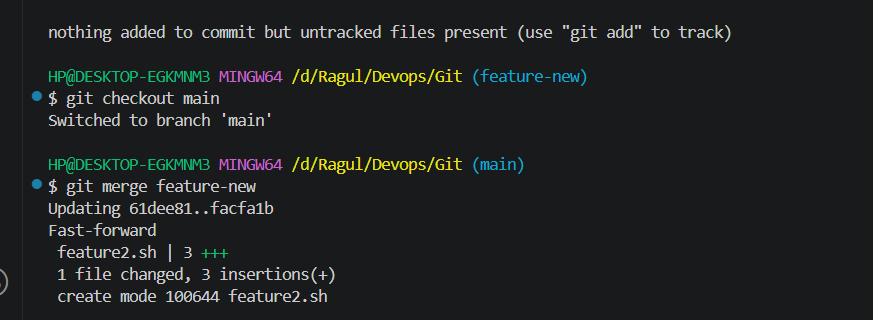 nothing added to commit but untracked files present (use "git add" to track)
HP@DESKTOP-EGKMNM3 MINGW64 /d/Ragul/Devops/Git (feature-new)
$ git checkout main
Switched to branch 'main'
HP@DESKTOP-EGKMNM3 MINGW64 /d/Ragul/Devops/Git (main)
$ git merge feature-new
Updating 61dee81..facfa1b
Fast-forward
 feature2.sh | 3 +++
 1 file changed, 3 insertions(+)
 create mode 100644 feature2.sh